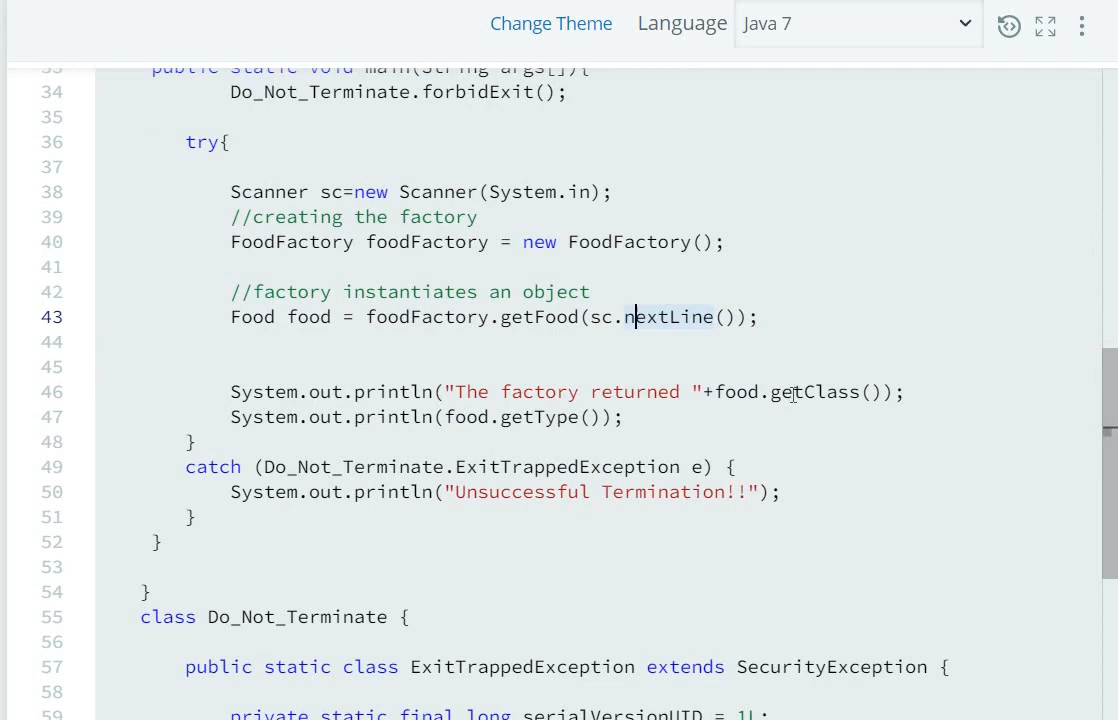 Change Theme Language Java 7
33 public static void main(String args[]){
34 Do_Not_Terminate.forbidExit();
35
36 try{
37
38 Scanner sc=new Scanner(System.in);
39 //creating the factory
40 FoodFactory foodFactory = new FoodFactory();
41
42 //factory instantiates an object
43 Food food = foodFactory.getFood(sc.nextLine());
44
45
46 System.out.println("The factory returned "+food.getClass());
47 System.out.println(food.getType());
48 }
49 catch (Do_Not_Terminate.ExitTrappedException e) {
50 System.out.println("Unsuccessful Termination!!");
51 }
52 }
53
54 }
55 class Do_Not_Terminate {
56
57 public static class ExitTrappedException extends SecurityException {
58
59 private static final long serialVersionUID = 1L;